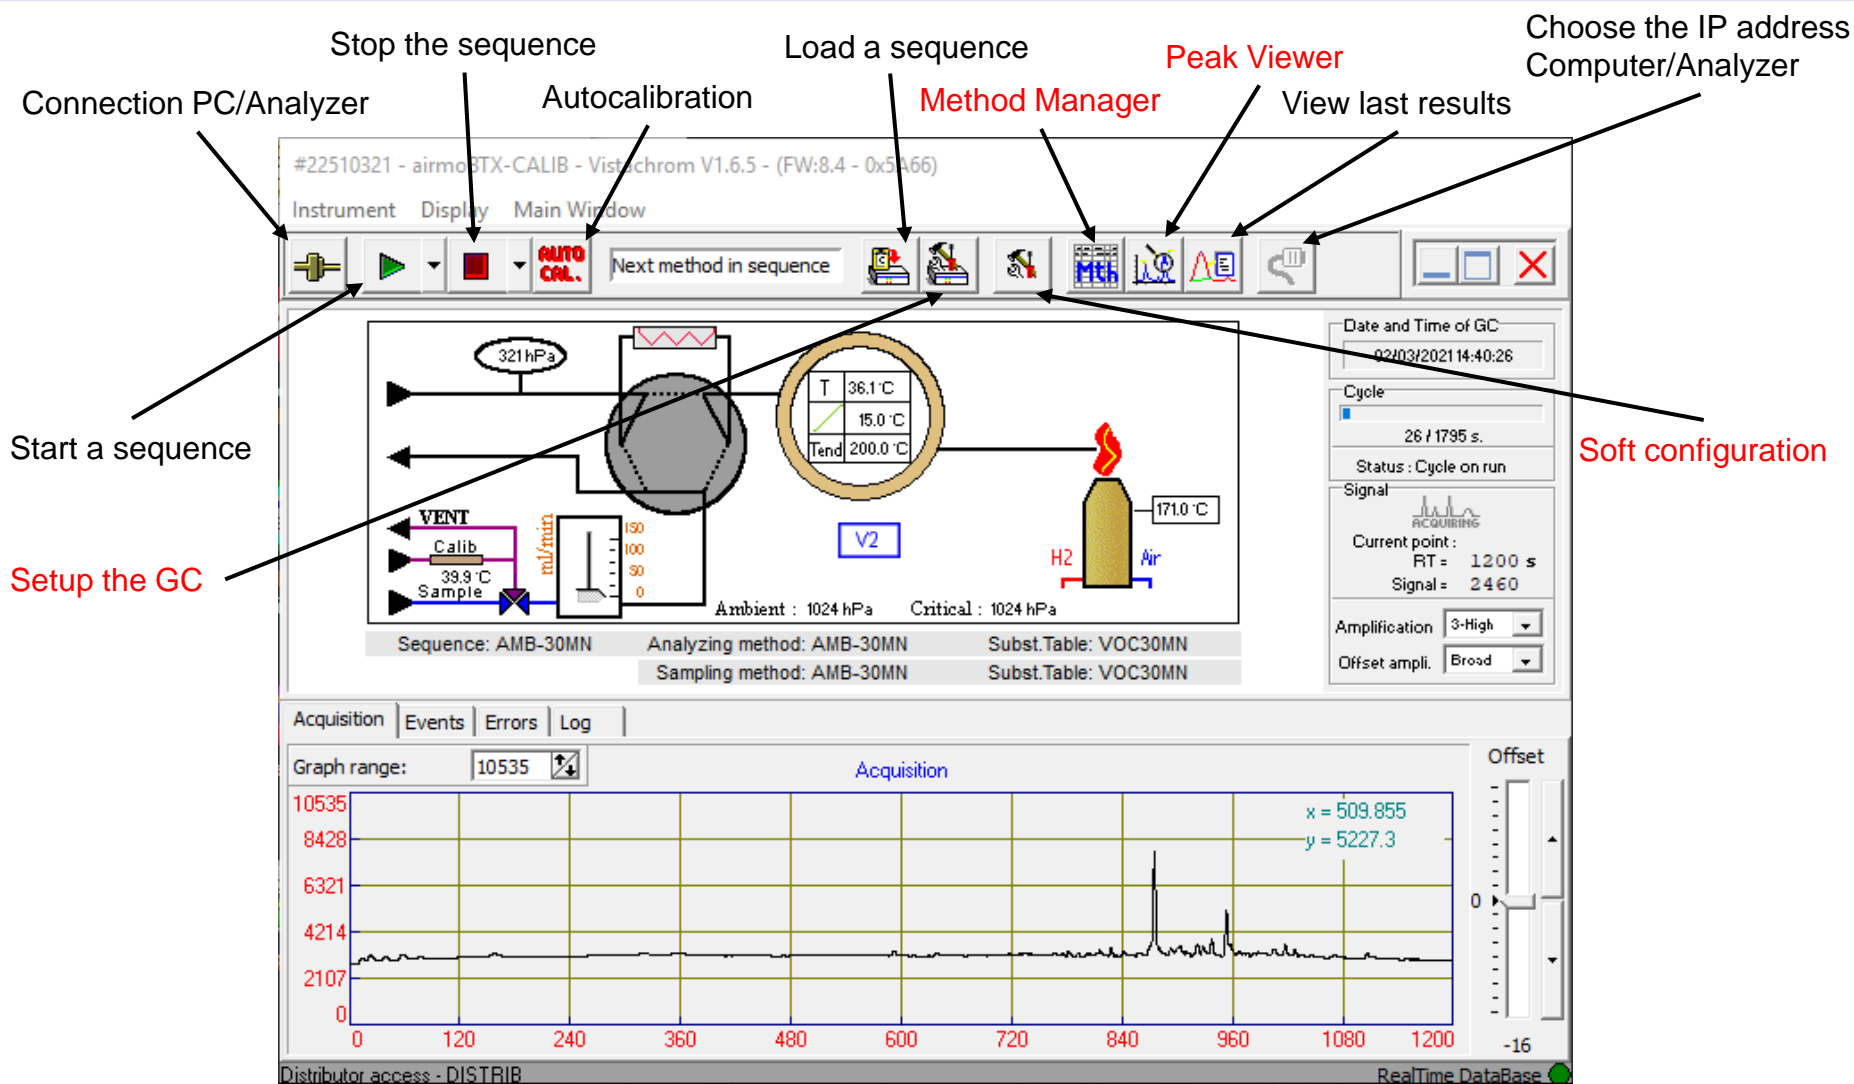 Choose the IP address
Computer/Analyzer
Stop the sequence
Load a sequence
Peak Viewer
Connection PC/Analyzer
Autocalibration
Method Manager
View last results
#22510321 - airmoBTX-CALIB - Vistachrom V1.6.5 - (FW:8.4 - 0x5A66)
Instrument Display Main Window
AUTO
CAL.
Next method in sequence
Mth
321 hPa
T 36.1 °C
15.0 °C
Tend 200.0 °C
171.0 °C
VENT
Calib
39.9 °C
Sample
ml/min
150
100
50
0
V2
H2
Air
Ambient : 1024 hPa Critical : 1024 hPa
Sequence: AMB-30MN Analyzing method: AMB-30MN Subst.Table: VOC30MN
Sampling method: AMB-30MN Subst.Table: VOC30MN
Date and Time of GC
02/03/2021 14:40:26
Cycle
26 / 1795 s.
Status : Cycle on run
Signal
ACQUIRING
Current point :
RT = 1200 s
Signal = 2460
Amplification 3-High
Offset ampli. Broad
Start a sequence
Setup the GC
Soft configuration
Acquisition Events Errors Log
Graph range: 10535
Acquisition
Offset
10535
8428
6321
4214
2107
0
x = 509.855
y = 5227.3
0
0 120 240 360 480 600 720 840 960 1080 1200
-16
Distributor access - DISTRIB
RealTime DataBase